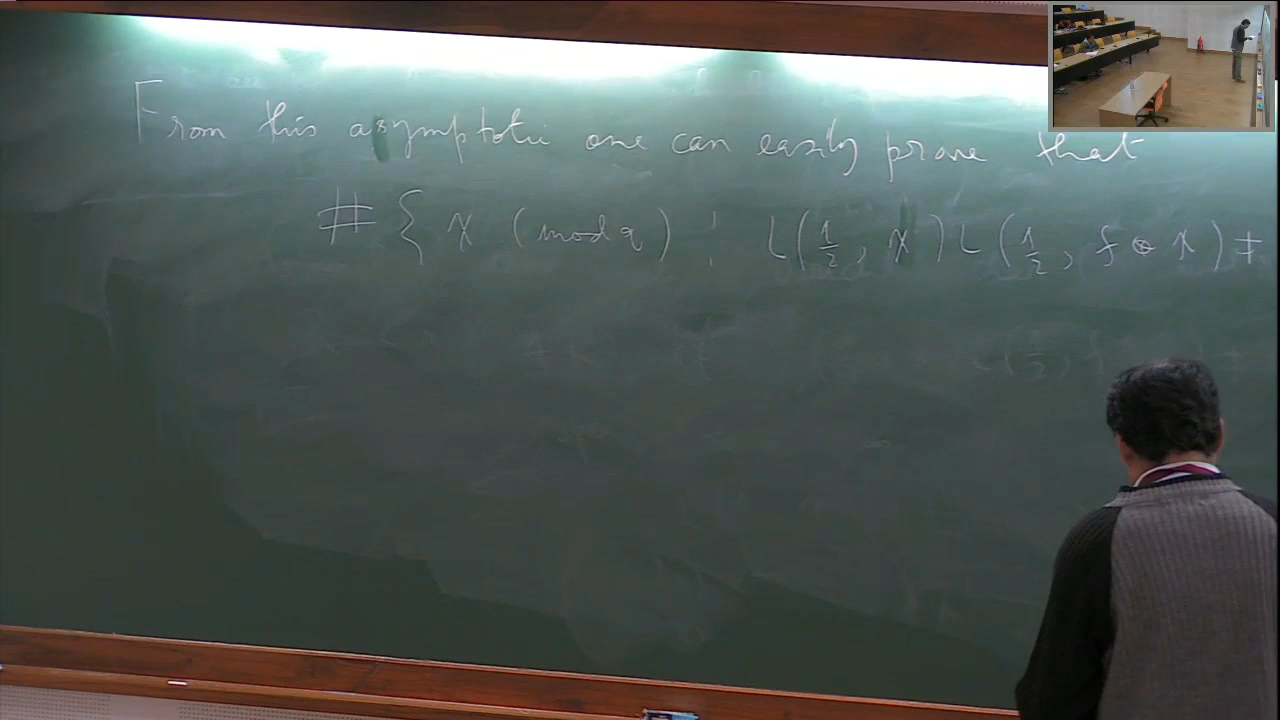 From this asymptotic one can easily prove that
# { χ (mod q) : L(1/2, χ) L(1/2, f ⊗ χ) ≠